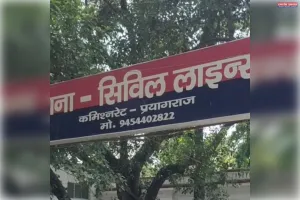 ना – सिविल लाइन्स
कमिश्नरेट – प्रयागराज
मो. 9454402822